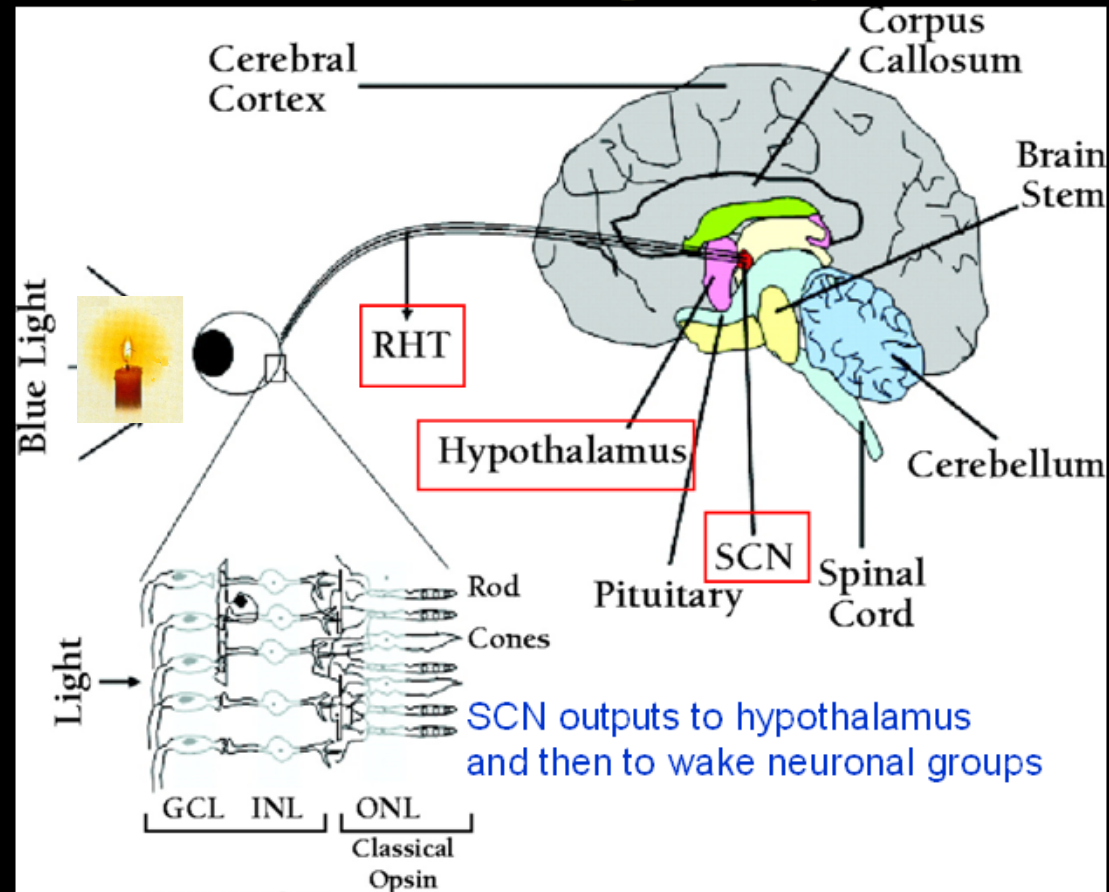 Corpus
Callosum
Cerebral
Cortex
Brain
Stem
Blue Light
RHT
Hypothalamus
Cerebellum
SCN
Pituitary
Spinal
Cord
Rod
Cones
Light
SCN outputs to hypothalamus
and then to wake neuronal groups
GCL INL ONL
Classical
Opsin